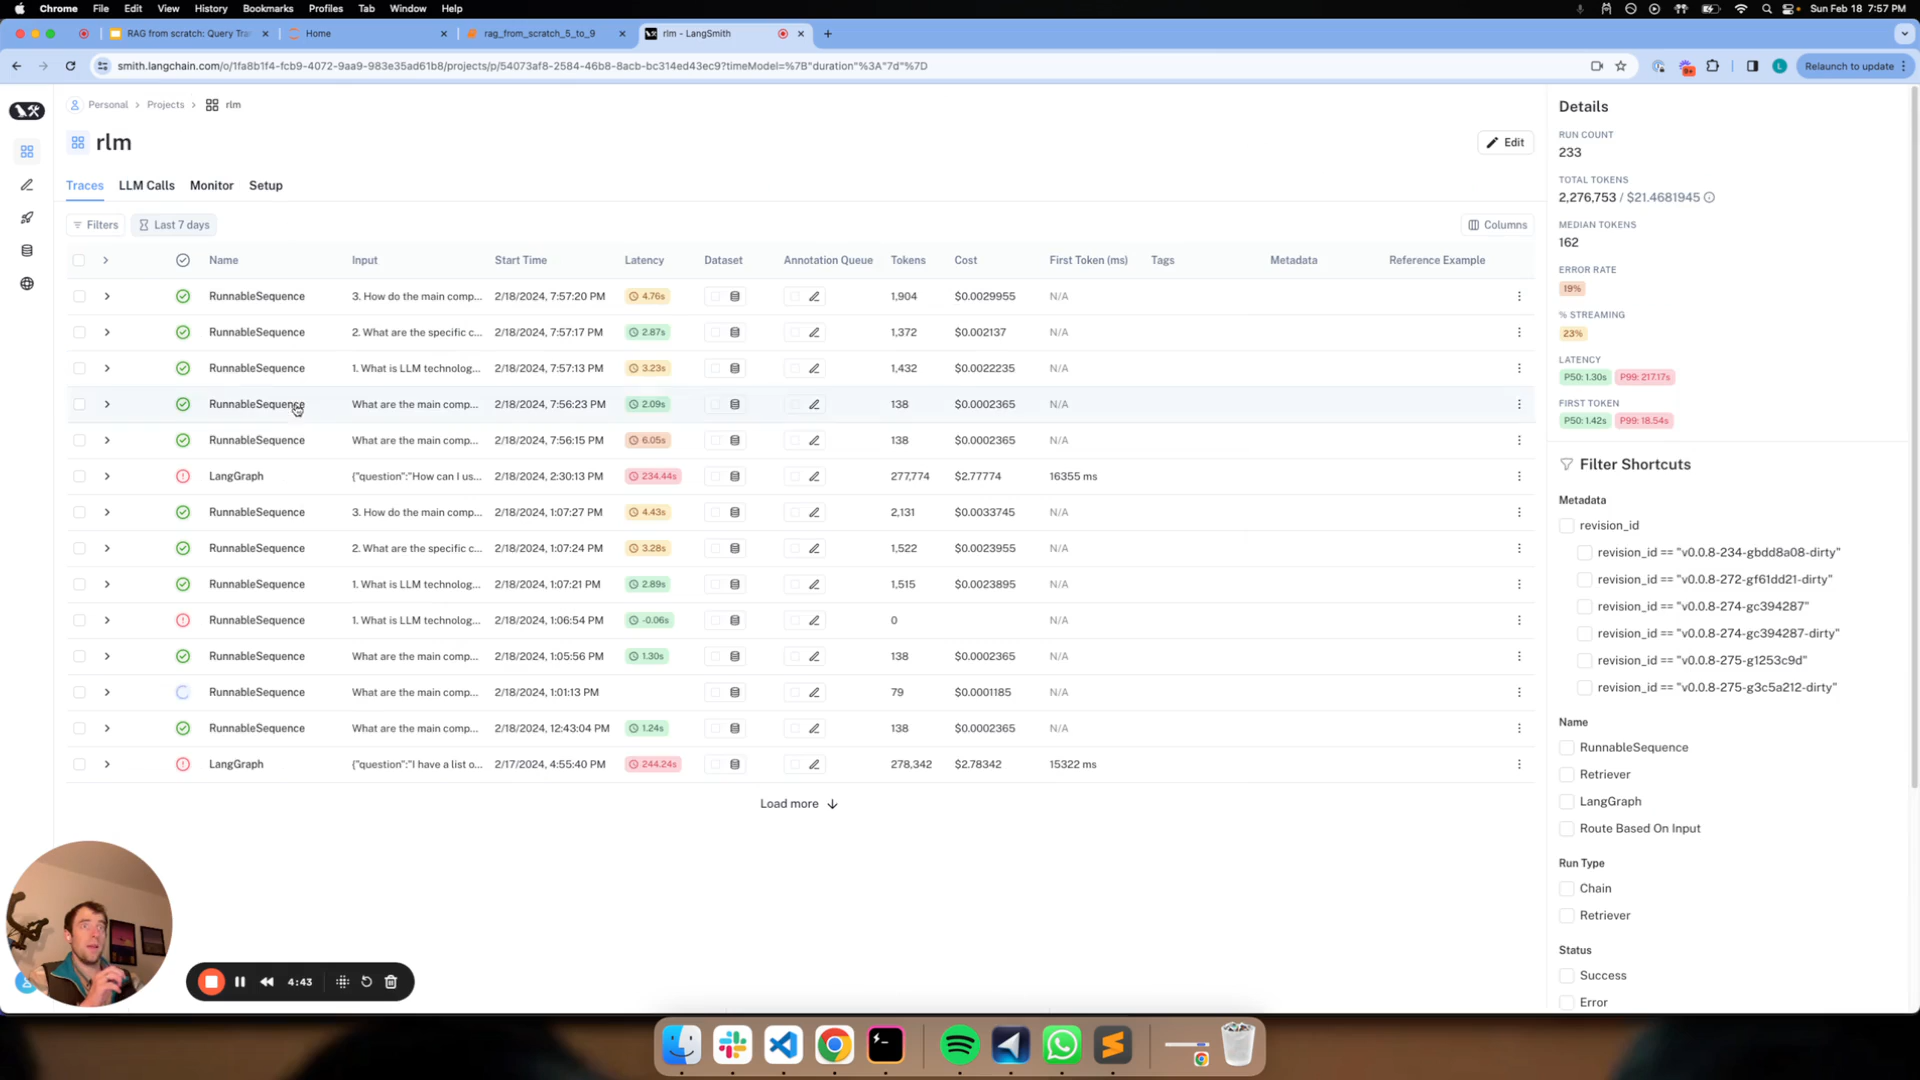 Chrome File Edit View History Bookmarks Profiles Tab Window Help Sun Feb 18 7:57 PM
RAG from scratch: Query Tra × Home × rag_from_scratch_5_to_9 × rlm - LangSmith × +
smith.langchain.com/o/1fa8b1f4-fcb9-4072-9aa9-983e35ad61b8/projects/p/54073af8-2584-46b8-8acb-bc314ed43ec9?timeModel=%7B"duration"%3A"7d"%7D 9+ L Relaunch to update
Personal > Projects > rlm
rlm
Edit
Traces LLM Calls Monitor Setup
Filters Last 7 days Columns
Name Input Start Time Latency Dataset Annotation Queue Tokens Cost First Token (ms) Tags Metadata Reference Example
RunnableSequence 3. How do the main comp... 2/18/2024, 7:57:20 PM 4.76s 1,904 $0.0029955 N/A
RunnableSequence 2. What are the specific c... 2/18/2024, 7:57:17 PM 2.87s 1,372 $0.002137 N/A
RunnableSequence 1. What is LLM technolog... 2/18/2024, 7:57:13 PM 3.23s 1,432 $0.0022235 N/A
RunnableSequence What are the main comp... 2/18/2024, 7:56:23 PM 2.09s 138 $0.0002365 N/A
RunnableSequence What are the main comp... 2/18/2024, 7:56:15 PM 6.05s 138 $0.0002365 N/A
LangGraph {"question":"How can I us... 2/18/2024, 2:30:13 PM 234.44s 277,774 $2.77774 16355 ms
RunnableSequence 3. How do the main comp... 2/18/2024, 1:07:27 PM 4.43s 2,131 $0.0033745 N/A
RunnableSequence 2. What are the specific c... 2/18/2024, 1:07:24 PM 3.28s 1,522 $0.0023955 N/A
RunnableSequence 1. What is LLM technolog... 2/18/2024, 1:07:21 PM 2.89s 1,515 $0.0023895 N/A
RunnableSequence 1. What is LLM technolog... 2/18/2024, 1:06:54 PM -0.06s 0 N/A
RunnableSequence What are the main comp... 2/18/2024, 1:05:56 PM 1.30s 138 $0.0002365 N/A
RunnableSequence What are the main comp... 2/18/2024, 1:01:13 PM 79 $0.0001185 N/A
RunnableSequence What are the main comp... 2/18/2024, 12:43:04 PM 1.24s 138 $0.0002365 N/A
LangGraph {"question":"I have a list o... 2/17/2024, 4:55:40 PM 244.24s 278,342 $2.78342 15322 ms
Load more
Details
RUN COUNT
233
TOTAL TOKENS
2,276,753 / $21.4681945
MEDIAN TOKENS
162
ERROR RATE
19%
% STREAMING
23%
LATENCY
P50: 1.30s P99: 217.17s
FIRST TOKEN
P50: 1.42s P99: 18.54s
Filter Shortcuts
Metadata
revision_id
revision_id == "v0.0.8-234-gbdd8a08-dirty"
revision_id == "v0.0.8-272-gf61dd21-dirty"
revision_id == "v0.0.8-274-gc394287"
revision_id == "v0.0.8-274-gc394287-dirty"
revision_id == "v0.0.8-275-g1253c9d"
revision_id == "v0.0.8-275-g3c5a212-dirty"
Name
RunnableSequence
Retriever
LangGraph
Route Based On Input
Run Type
Chain
Retriever
Status
Success
Error
4:43